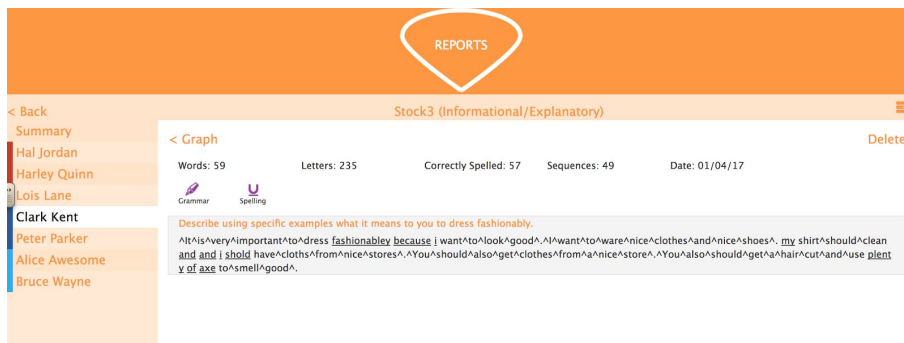 REPORTS
< Back
Stock3 (Informational/Explanatory)
Summary
Hal Jordan
Harley Quinn
Lois Lane
Clark Kent
Peter Parker
Alice Awesome
Bruce Wayne
< Graph
Delete
Words: 59 Letters: 235 Correctly Spelled: 57 Sequences: 49 Date: 01/04/17
Grammar Spelling
Describe using specific examples what it means to you to dress fashionably.
^It^is^very^important^to^dress fashionabley because i want^to^look^good^.^I^want^to^ware^nice^clothes^and^nice^shoes^. my shirt^should^clean
and and i shold have^cloths^from^nice^stores^.^You^should^also^get^clothes^from^a^nice^store^.^You^also^should^get^a^hair^cut^and^use plent
y of axe to^smell^good^.